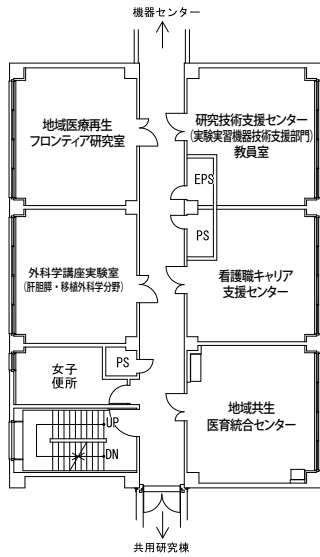 機器センター
地域医療再生
フロンティア研究室
研究技術支援センター
(実験実習機器技術支援部門)
教員室
EPS
PS
外科学講座実験室
(肝胆膵・移植外科学分野)
看護職キャリア
支援センター
PS
女子
便所
地域共生
医育統合センター
UP
DN
共用研究棟